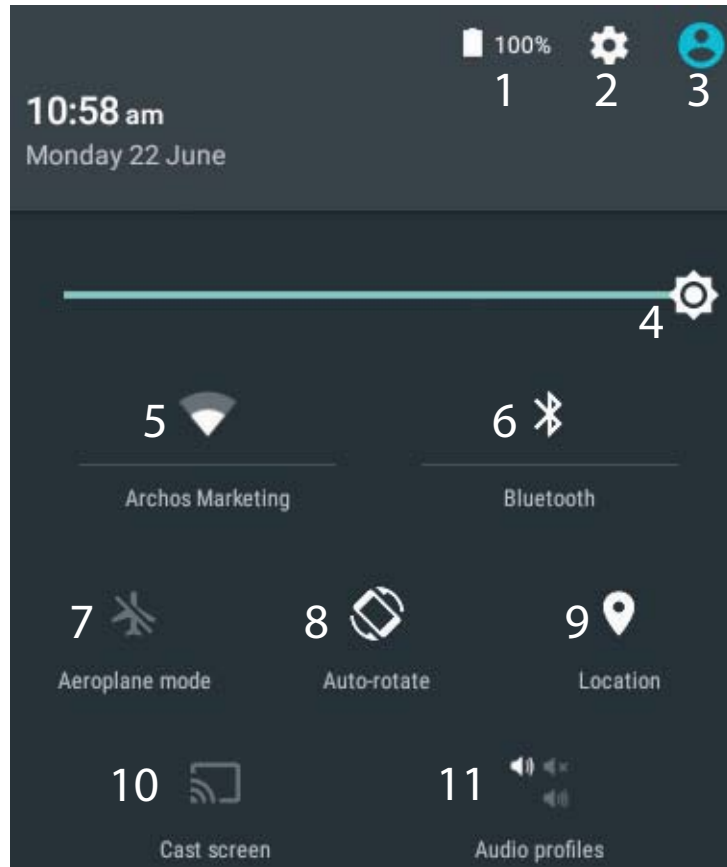 100%
1 2 3
10:58 am
Monday 22 June
4
5 6
Archos Marketing Bluetooth
7 8 9
Aeroplane mode Auto-rotate Location
10 11
Cast screen Audio profiles